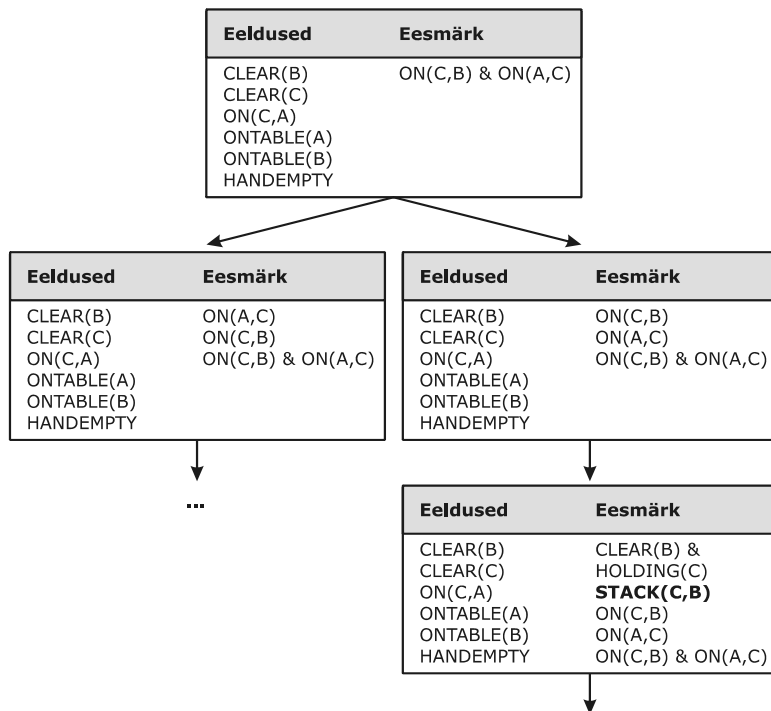 Eeldused Eesmärk
CLEAR(B) ON(C,B) & ON(A,C)
CLEAR(C)
ON(C,A)
ONTABLE(A)
ONTABLE(B)
HANDEMPTY
Eeldused Eesmärk
CLEAR(B) ON(A,C)
CLEAR(C) ON(C,B)
ON(C,A) ON(C,B) & ON(A,C)
ONTABLE(A)
ONTABLE(B)
HANDEMPTY
...
Eeldused Eesmärk
CLEAR(B) ON(C,B)
CLEAR(C) ON(A,C)
ON(C,A) ON(C,B) & ON(A,C)
ONTABLE(A)
ONTABLE(B)
HANDEMPTY
Eeldused Eesmärk
CLEAR(B) CLEAR(B) &
CLEAR(C) HOLDING(C)
ON(C,A) STACK(C,B)
ONTABLE(A) ON(C,B)
ONTABLE(B) ON(A,C)
HANDEMPTY ON(C,B) & ON(A,C)